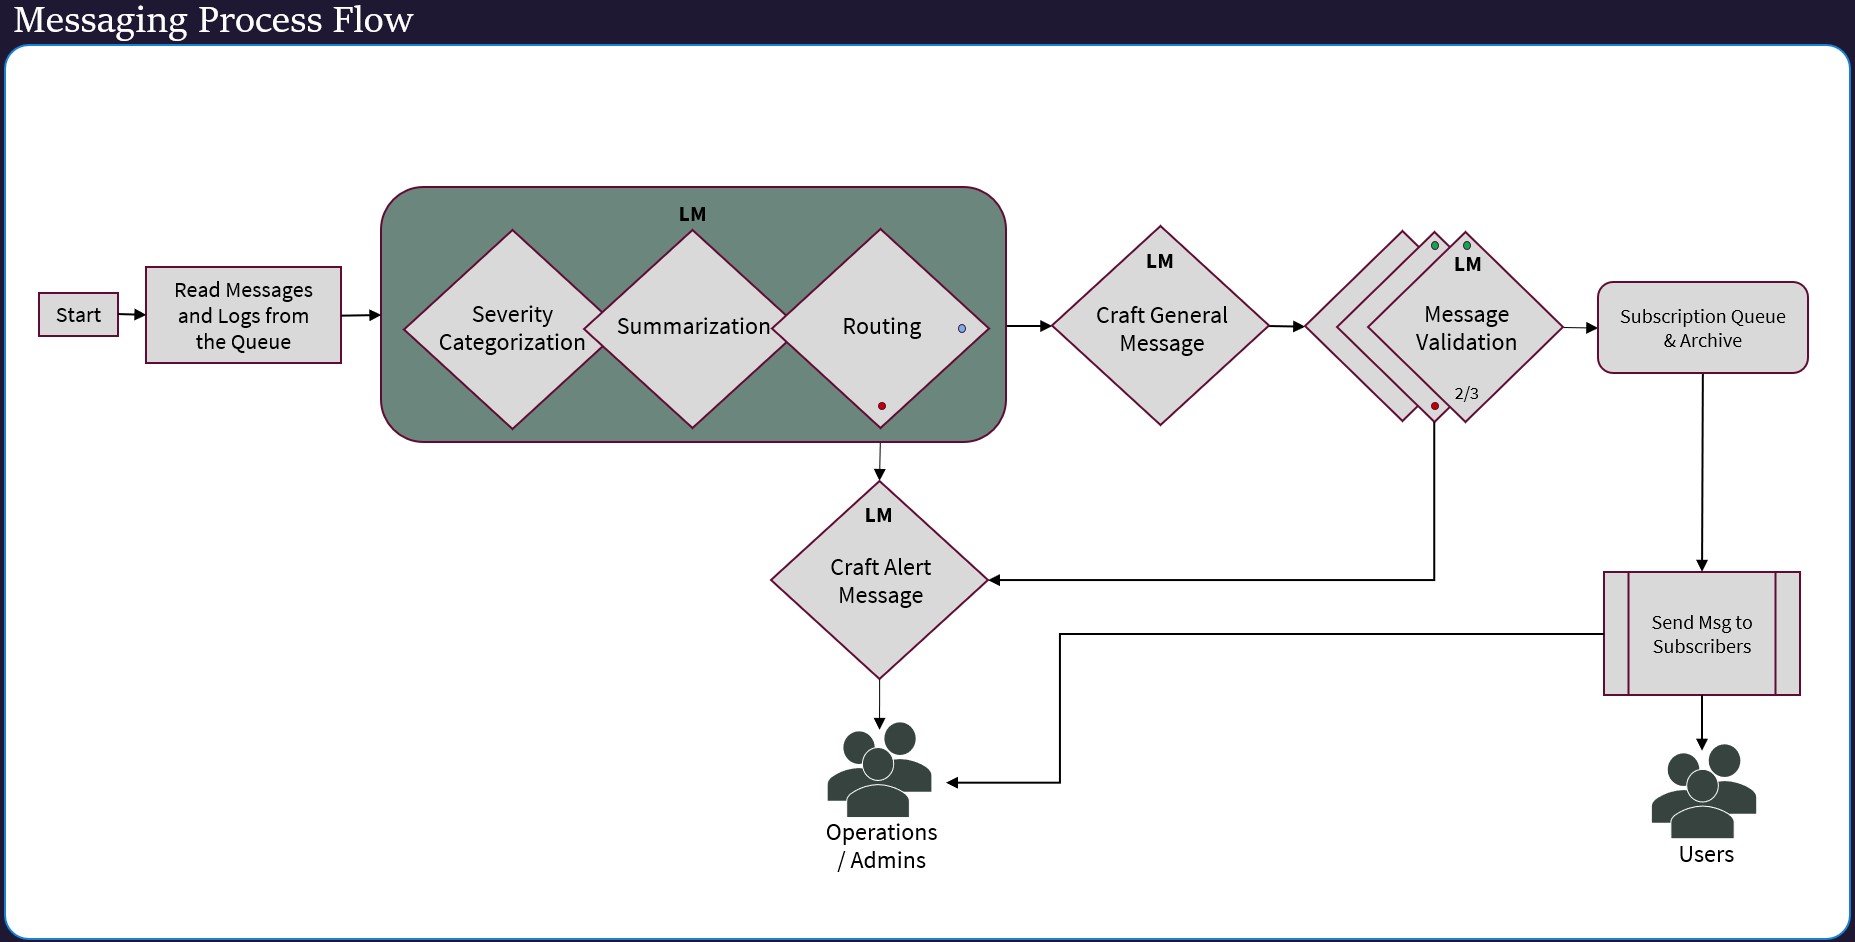 Messaging Process Flow
Start
Read Messages
and Logs from
the Queue
LM
Severity
Categorization
Summarization
Routing
LM
Craft General
Message
LM
Message
Validation
2/3
Subscription Queue
& Archive
LM
Craft Alert
Message
Send Msg to
Subscribers
Operations
/ Admins
Users